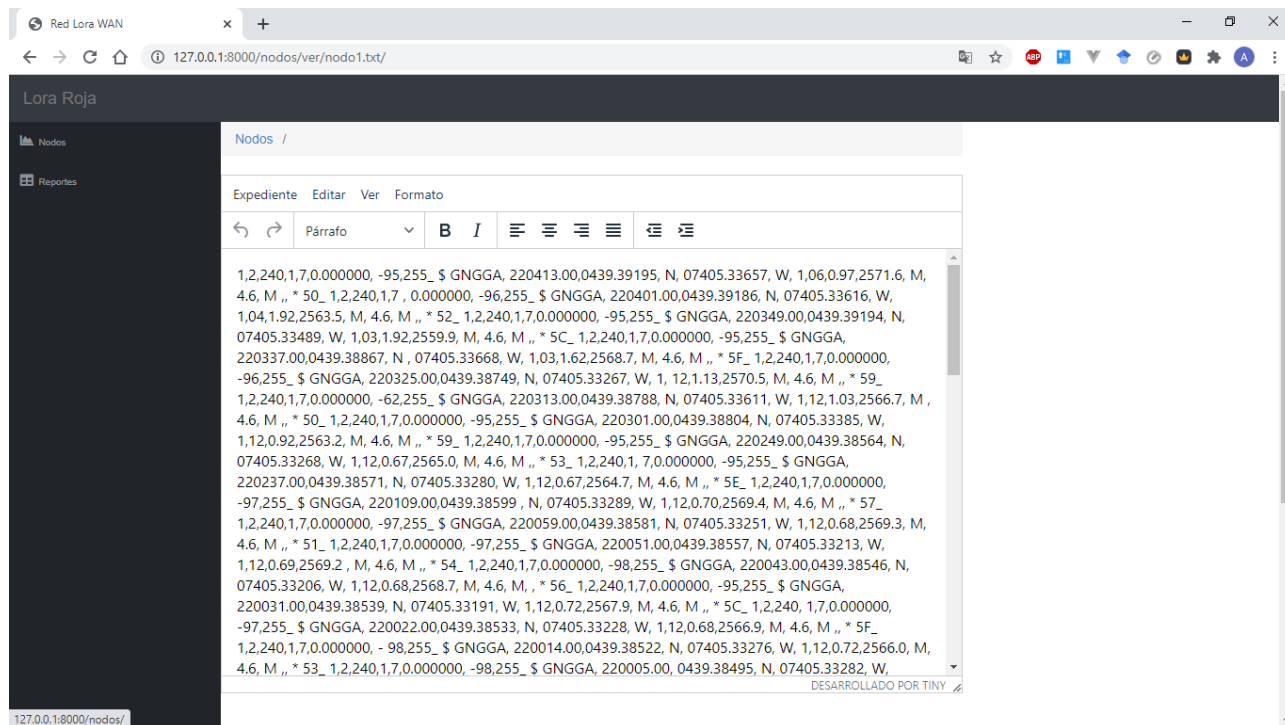 Red Lora WAN
127.0.0.1:8000/nodos/ver/nodo1.txt/
ABP
A
Lora Roja
Nodos
Reportes
Nodos /
Expediente Editar Ver Formato
Párrafo B I
1,2,240,1,7,0.000000, -95,255_ $ GNGGA, 220413.00,0439.39195, N, 07405.33657, W, 1,06,0.97,2571.6, M,
4.6, M ,, * 50_ 1,2,240,1,7 , 0.000000, -96,255_ $ GNGGA, 220401.00,0439.39186, N, 07405.33616, W,
1,04,1.92,2563.5, M, 4.6, M ,, * 52_ 1,2,240,1,7,0.000000, -95,255_ $ GNGGA, 220349.00,0439.39194, N,
07405.33489, W, 1,03,1.92,2559.9, M, 4.6, M ,, * 5C_ 1,2,240,1,7,0.000000, -95,255_ $ GNGGA,
220337.00,0439.38867, N , 07405.33668, W, 1,03,1.62,2568.7, M, 4.6, M ,, * 5F_ 1,2,240,1,7,0.000000,
-96,255_ $ GNGGA, 220325.00,0439.38749, N, 07405.33267, W, 1, 12,1.13,2570.5, M, 4.6, M ,, * 59_
1,2,240,1,7,0.000000, -62,255_ $ GNGGA, 220313.00,0439.38788, N, 07405.33611, W, 1,12,1.03,2566.7, M ,
4.6, M ,, * 50_ 1,2,240,1,7,0.000000, -95,255_ $ GNGGA, 220301.00,0439.38804, N, 07405.33385, W,
1,12,0.92,2563.2, M, 4.6, M ,, * 59_ 1,2,240,1,7,0.000000, -95,255_ $ GNGGA, 220249.00,0439.38564, N,
07405.33268, W, 1,12,0.67,2565.0, M, 4.6, M ,, * 53_ 1,2,240,1, 7,0.000000, -95,255_ $ GNGGA,
220237.00,0439.38571, N, 07405.33280, W, 1,12,0.67,2564.7, M, 4.6, M ,, * 5E_ 1,2,240,1,7,0.000000,
-97,255_ $ GNGGA, 220109.00,0439.38599 , N, 07405.33289, W, 1,12,0.70,2569.4, M, 4.6, M ,, * 57_
1,2,240,1,7,0.000000, -97,255_ $ GNGGA, 220059.00,0439.38581, N, 07405.33251, W, 1,12,0.68,2569.3, M,
4.6, M ,, * 51_ 1,2,240,1,7,0.000000, -97,255_ $ GNGGA, 220051.00,0439.38557, N, 07405.33213, W,
1,12,0.69,2569.2 , M, 4.6, M ,, * 54_ 1,2,240,1,7,0.000000, -98,255_ $ GNGGA, 220043.00,0439.38546, N,
07405.33206, W, 1,12,0.68,2568.7, M, 4.6, M, , * 56_ 1,2,240,1,7,0.000000, -95,255_ $ GNGGA,
220031.00,0439.38539, N, 07405.33191, W, 1,12,0.72,2567.9, M, 4.6, M ,, * 5C_ 1,2,240, 1,7,0.000000,
-97,255_ $ GNGGA, 220022.00,0439.38533, N, 07405.33228, W, 1,12,0.68,2566.9, M, 4.6, M ,, * 5F_
1,2,240,1,7,0.000000, - 98,255_ $ GNGGA, 220014.00,0439.38522, N, 07405.33276, W, 1,12,0.72,2566.0, M,
4.6, M ,, * 53_ 1,2,240,1,7,0.000000, -98,255_ $ GNGGA, 220005.00, 0439.38495, N, 07405.33282, W,
DESARROLLADO POR TINY
127.0.0.1:8000/nodos/